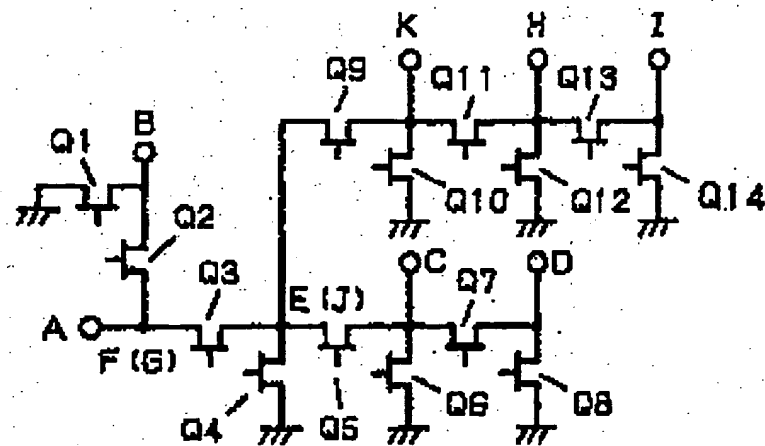 K H I
Q9 Q11 Q13
Q1 B
Q10 Q12 Q14
Q2
C D
Q3 Q7
A E (J)
F (G)
Q4 Q5 Q6 Q8